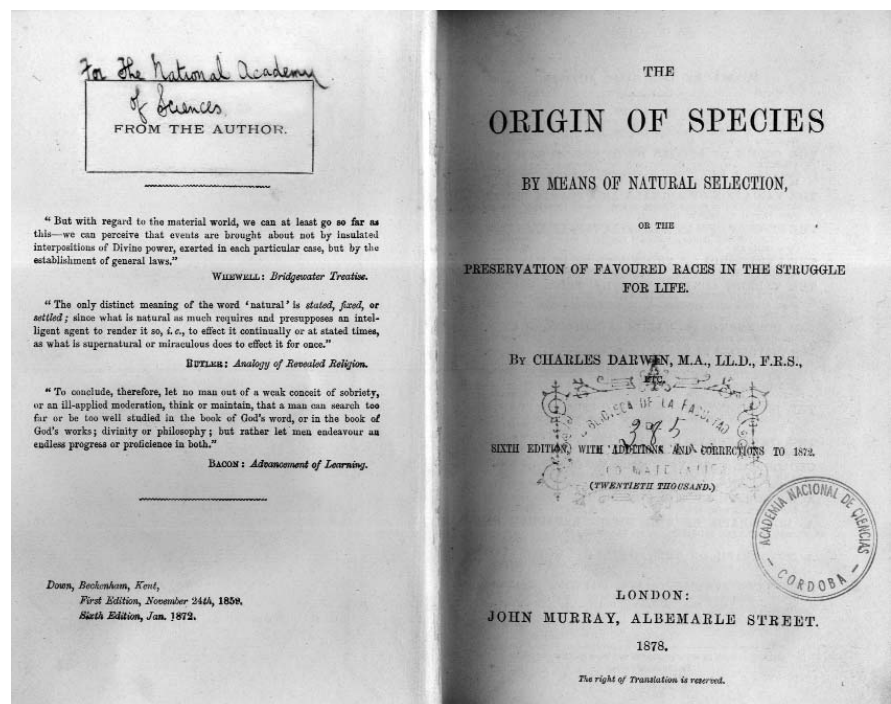 For the National Academy
of Sciences
FROM THE AUTHOR.
“ But with regard to the material world, we can at least go so far as
this—we can perceive that events are brought about not by insulated
interpositions of Divine power, exerted in each particular case, but by the
establishment of general laws.”
WHEWELL: Bridgewater Treatise.
“ The only distinct meaning of the word ‘natural’ is stated, fixed, or
settled; since what is natural as much requires and presupposes an intel-
ligent agent to render it so, i.e., to effect it continually or at stated times,
as what is supernatural or miraculous does to effect it for once.”
BUTLER: Analogy of Revealed Religion.
“ To conclude, therefore, let no man out of a weak conceit of sobriety,
or an ill-applied moderation, think or maintain, that a man can search too
far or be too well studied in the book of God’s word, or in the book of
God’s works; divinity or philosophy; but rather let men endeavour an
endless progress or proficience in both.”
BACON: Advancement of Learning.
Down, Beckenham, Kent,
First Edition, November 24th, 1859.
Sixth Edition, Jan. 1872.
THE
ORIGIN OF SPECIES
BY MEANS OF NATURAL SELECTION,
OR THE
PRESERVATION OF FAVOURED RACES IN THE STRUGGLE
FOR LIFE.
BY CHARLES DARWIN, M.A., LL.D., F.R.S.,
ETC.
DE LA FACULTAD
385
SIXTH EDITION, WITH ADDITIONS AND CORRECTIONS TO 1872.
(TWENTIETH THOUSAND.)
ACADEMIA NACIONAL DE CIENCIAS
– CORDOBA –
LONDON:
JOHN MURRAY, ALBEMARLE STREET.
1878.
The right of Translation is reserved.